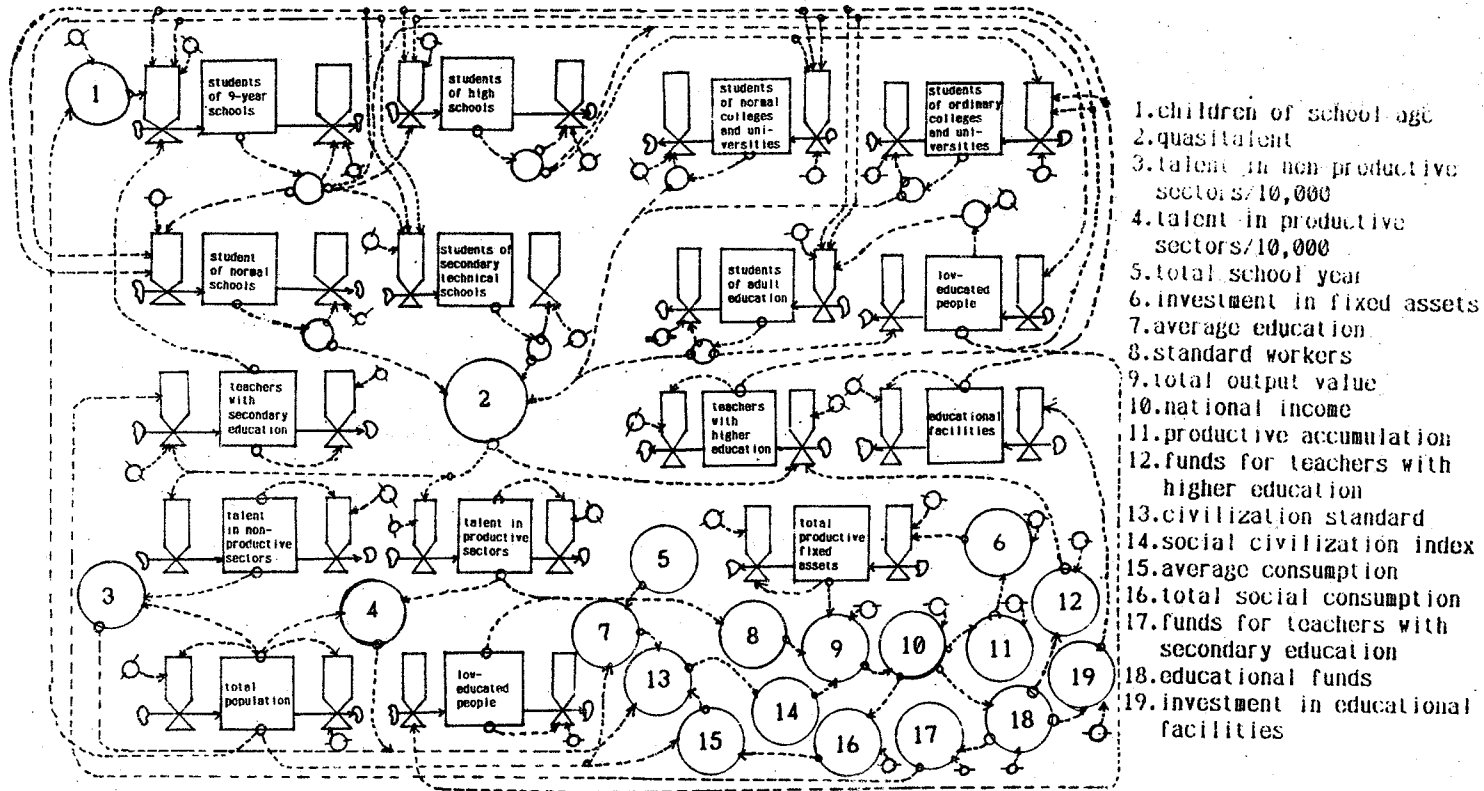 students
of 9-year
schools
students
of high
schools
students
of normal
colleges
and uni-
versities
students
of ordinary
colleges
and uni-
versities
1
student
of normal
schools
students of
secondary
technical
schools
students
of adult
education
low-
educated
people
teachers
with
secondary
education
2
teachers
with
higher
education
educational
facilities
talent
in non-
productive
sectors
talent in
productive
sectors
5
total
productive
fixed
assets
6
3
4
7
8
9
10
11
12
total
population
low-
educated
people
13
14
15
16
17
18
19
1.children of school age
2.quasitalent
3.talent in non-productive
sectors/10,000
4.talent in productive
sectors/10,000
5.total school year
6.investment in fixed assets
7.average education
8.standard workers
9.total output value
10.national income
11.productive accumulation
12.funds for teachers with
higher education
13.civilization standard
14.social civilization index
15.average consumption
16.total social consumption
17.funds for teachers with
secondary education
18.educational funds
19.investment in educational
facilities